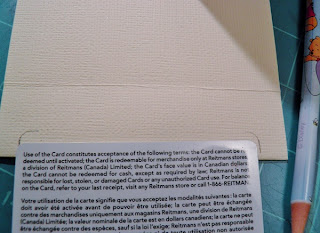 Use of the Card constitutes acceptance of the following terms: the Card cannot be re-
deemed until activated; the Card is redeemable for merchandise only at Reitmans stores
a division of Reitmans (Canada) Limited; the Card's face value is in Canadian dollars
the Card cannot be redeemed for cash, except as required by law; Reitmans is not
responsible for lost, stolen, or damaged Cards or any unauthorized Card use. For balance
on the Card, refer to your last receipt, visit any Reitmans store or call 1-866-REITMAN
Votre utilisation de la carte signifie que vous acceptez les modalités suivantes : la carte
doit avoir été activée avant de pouvoir être utilisée; la carte peut être échangée
contre des marchandises uniquement aux magasins Reitmans, une division de Reitmans
(Canada) Limitée; la valeur nominale de la carte est en dollars canadiens; la carte ne peut
être échangée contre des espèces, sauf si la loi l'exige; Reitmans n'est pas responsable
de toute utilisation non autorisée